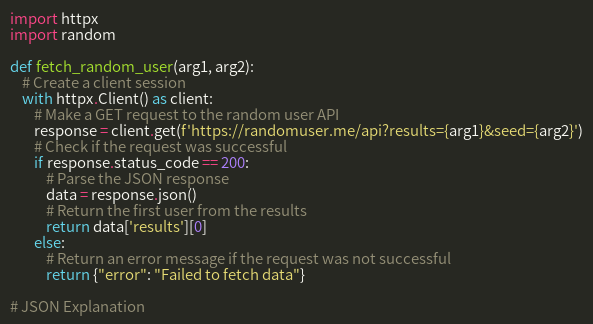 import httpx
import random

def fetch_random_user(arg1, arg2):
    # Create a client session
    with httpx.Client() as client:
        # Make a GET request to the random user API
        response = client.get(f'https://randomuser.me/api?results={arg1}&seed={arg2}')
        # Check if the request was successful
        if response.status_code == 200:
            # Parse the JSON response
            data = response.json()
            # Return the first user from the results
            return data['results'][0]
        else:
            # Return an error message if the request was not successful
            return {"error": "Failed to fetch data"}

# JSON Explanation